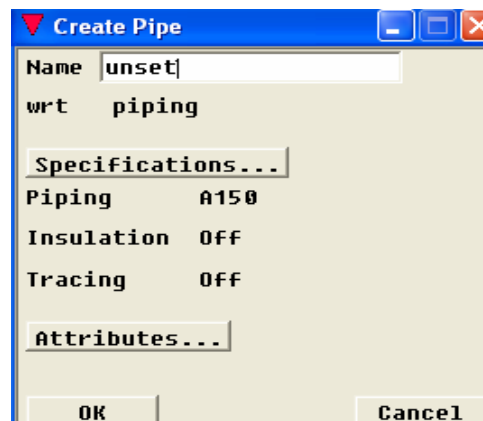 Create Pipe
Name unset
wrt piping
Specifications...
Piping A150
Insulation Off
Tracing Off
Attributes...
OK Cancel